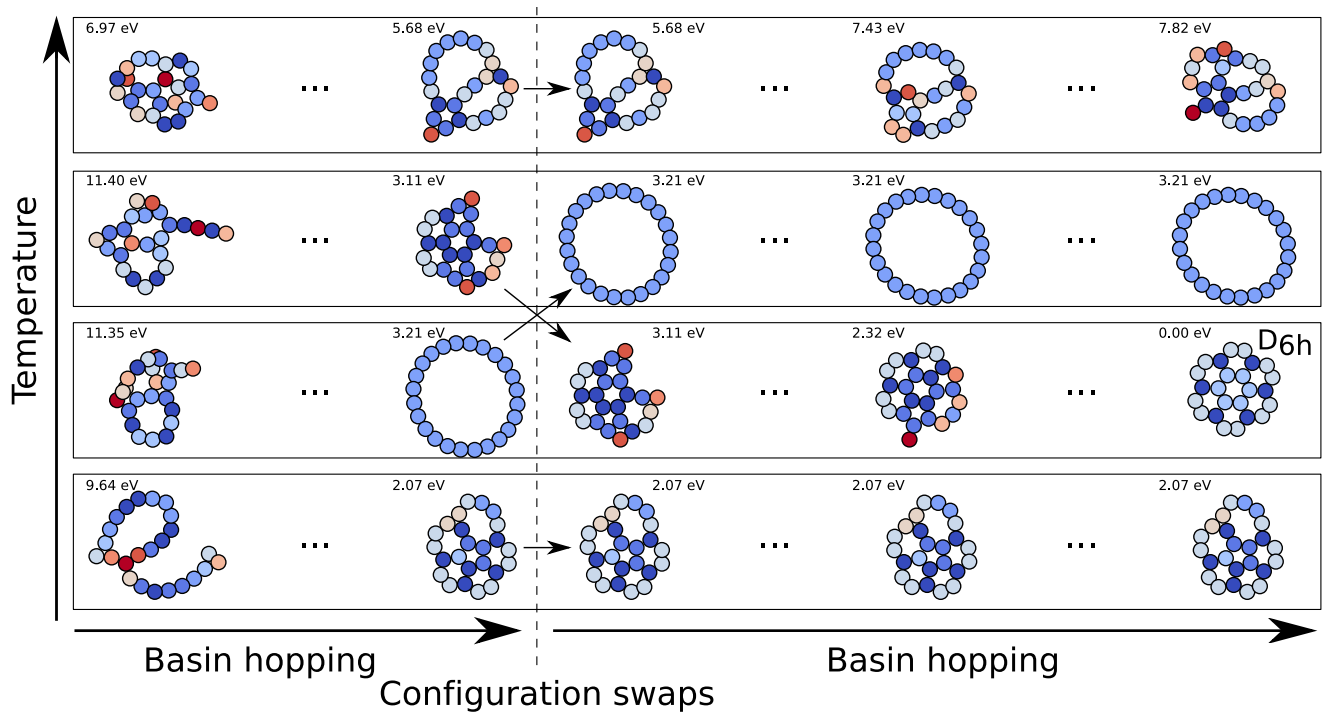 6.97 eV 5.68 eV 5.68 eV 7.43 eV 7.82 eV
... ... ...
11.40 eV 3.11 eV 3.21 eV 3.21 eV 3.21 eV
... ... ...
11.35 eV 3.21 eV 3.11 eV 2.32 eV 0.00 eV
D6h
... ... ...
9.64 eV 2.07 eV 2.07 eV 2.07 eV 2.07 eV
... ... ...
Temperature
Basin hopping Basin hopping
Configuration swaps